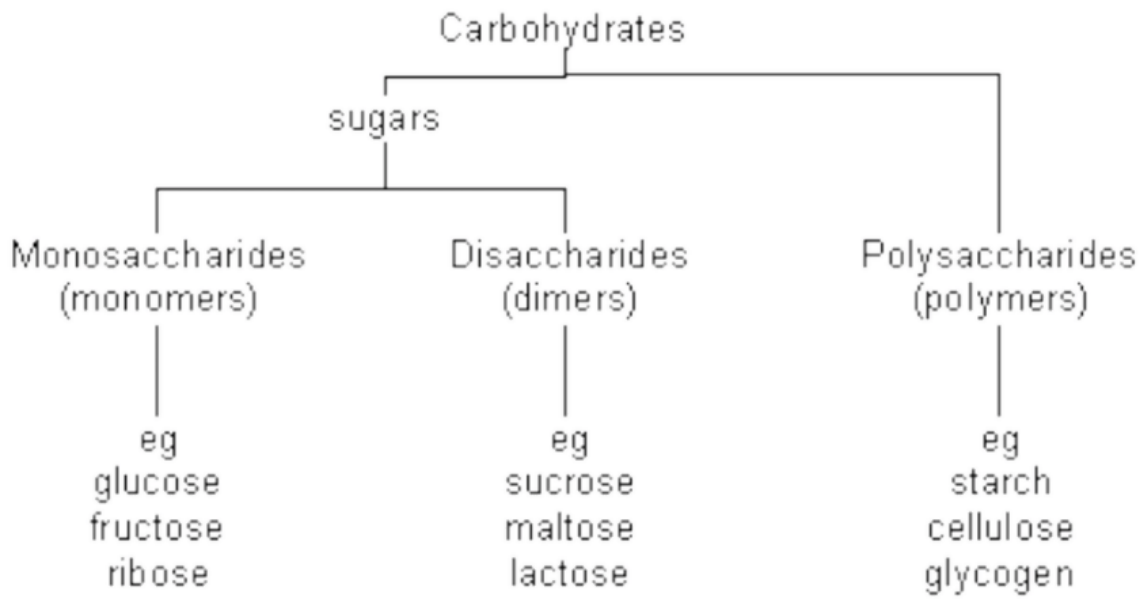 Carbohydrates
sugars
Monosaccharides
(monomers)
eg
glucose
fructose
ribose
Disaccharides
(dimers)
eg
sucrose
maltose
lactose
Polysaccharides
(polymers)
eg
starch
cellulose
glycogen